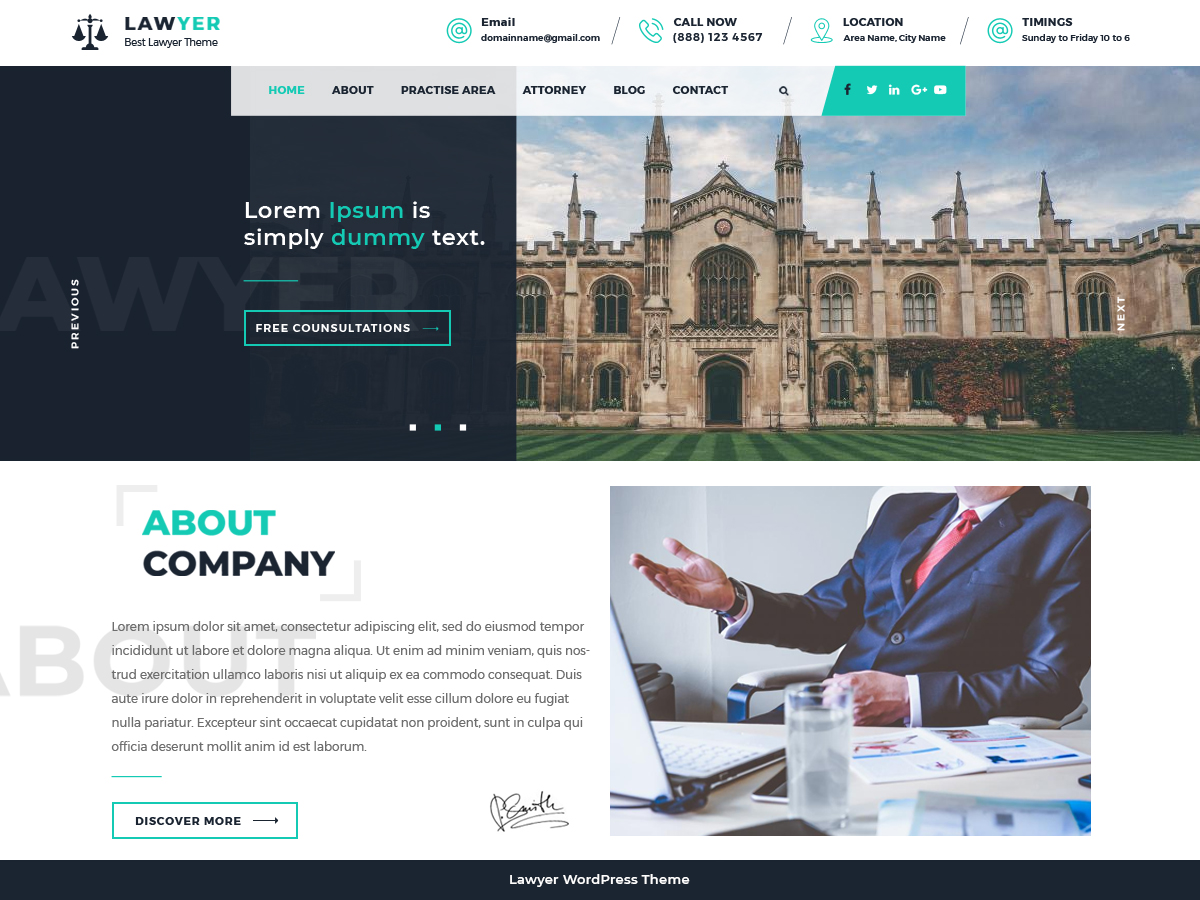 LAWYER
Best Lawyer Theme
Email
domainname@gmail.com
CALL NOW
(888) 123 4567
LOCATION
Area Name, City Name
TIMINGS
Sunday to Friday 10 to 6
HOME ABOUT PRACTISE AREA ATTORNEY BLOG CONTACT
LAWYER
Lorem Ipsum is
simply dummy text.
FREE COUNSULTATIONS
PREVIOUS
NEXT
ABOUT
COMPANY
ABOUT
Lorem ipsum dolor sit amet, consectetur adipiscing elit, sed do eiusmod tempor
incididunt ut labore et dolore magna aliqua. Ut enim ad minim veniam, quis nos-
trud exercitation ullamco laboris nisi ut aliquip ex ea commodo consequat. Duis
aute irure dolor in reprehenderit in voluptate velit esse cillum dolore eu fugiat
nulla pariatur. Excepteur sint occaecat cupidatat non proident, sunt in culpa qui
officia deserunt mollit anim id est laborum.
DISCOVER MORE
P. Smith
Lawyer WordPress Theme